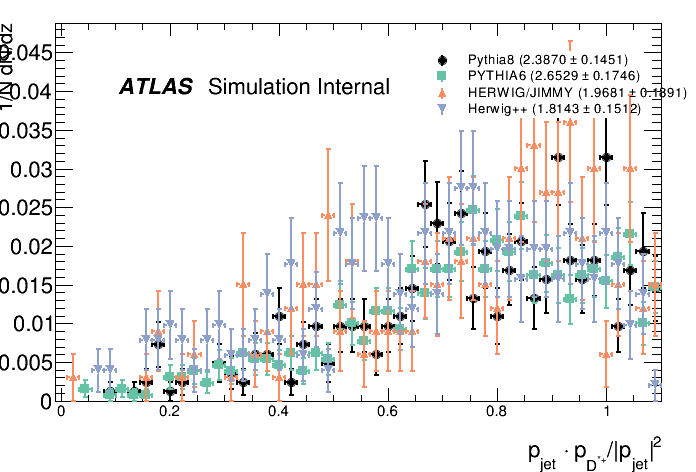 1/N dN/dz
0.045
0.04
0.035
0.03
0.025
0.02
0.015
0.01
0.005
0
ATLAS Simulation Internal
Pythia8 (2.3870 ± 0.1451)
PYTHIA6 (2.6529 ± 0.1746)
HERWIG/JIMMY (1.9681 ± 0.1891)
Herwig++ (1.8143 ± 0.1512)
0 0.2 0.4 0.6 0.8 1
p_jet · p_D*+/|p_jet|²